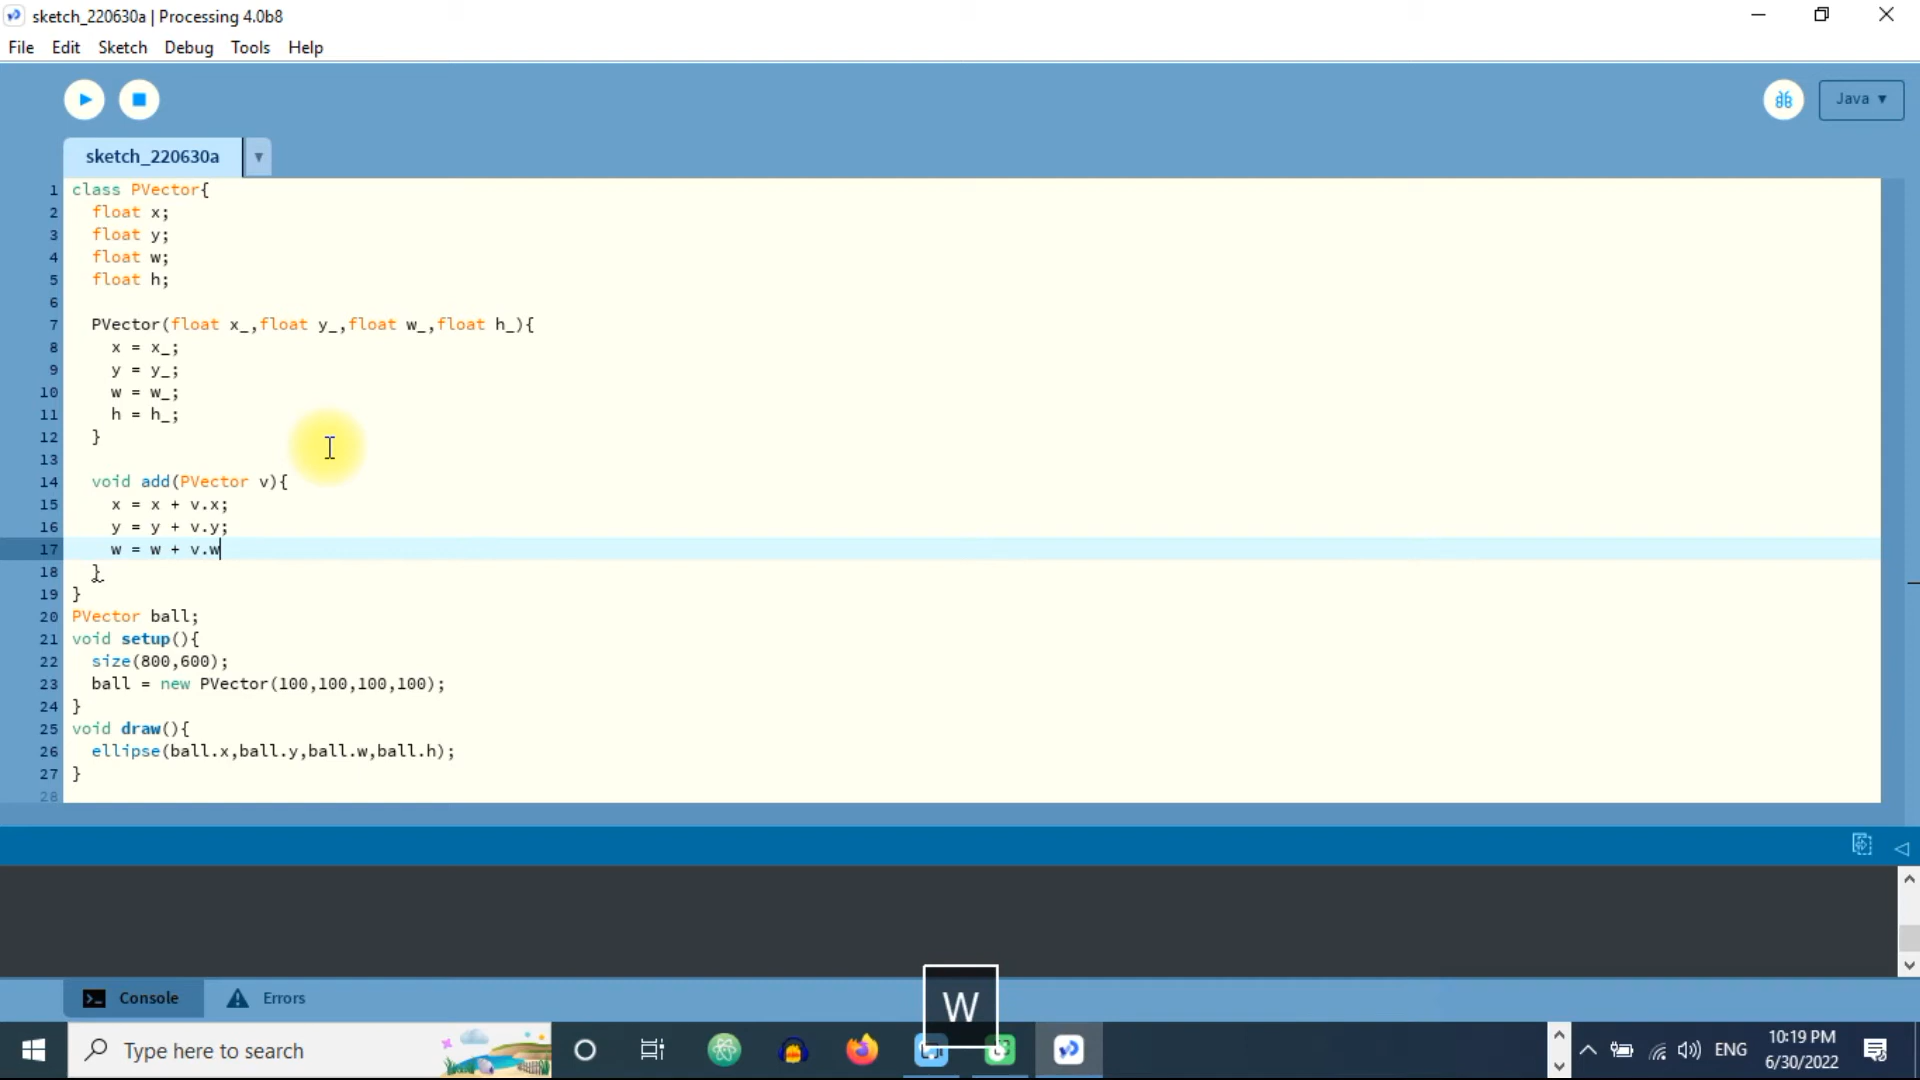 sketch_220630a | Processing 4.0b8
File Edit Sketch Debug Tools Help
Java ▼
sketch_220630a ▼
1 class PVector{
2 float x;
3 float y;
4 float w;
5 float h;
6
7 PVector(float x_,float y_,float w_,float h_){
8 x = x_;
9 y = y_;
10 w = w_;
11 h = h_;
12 }
13
14 void add(PVector v){
15 x = x + v.x;
16 y = y + v.y;
17 w = w + v.w
18 }
19 }
20 PVector ball;
21 void setup(){
22 size(800,600);
23 ball = new PVector(100,100,100,100);
24 }
25 void draw(){
26 ellipse(ball.x,ball.y,ball.w,ball.h);
27 }
28
Console Errors
W
Type here to search
ENG
10:19 PM
6/30/2022